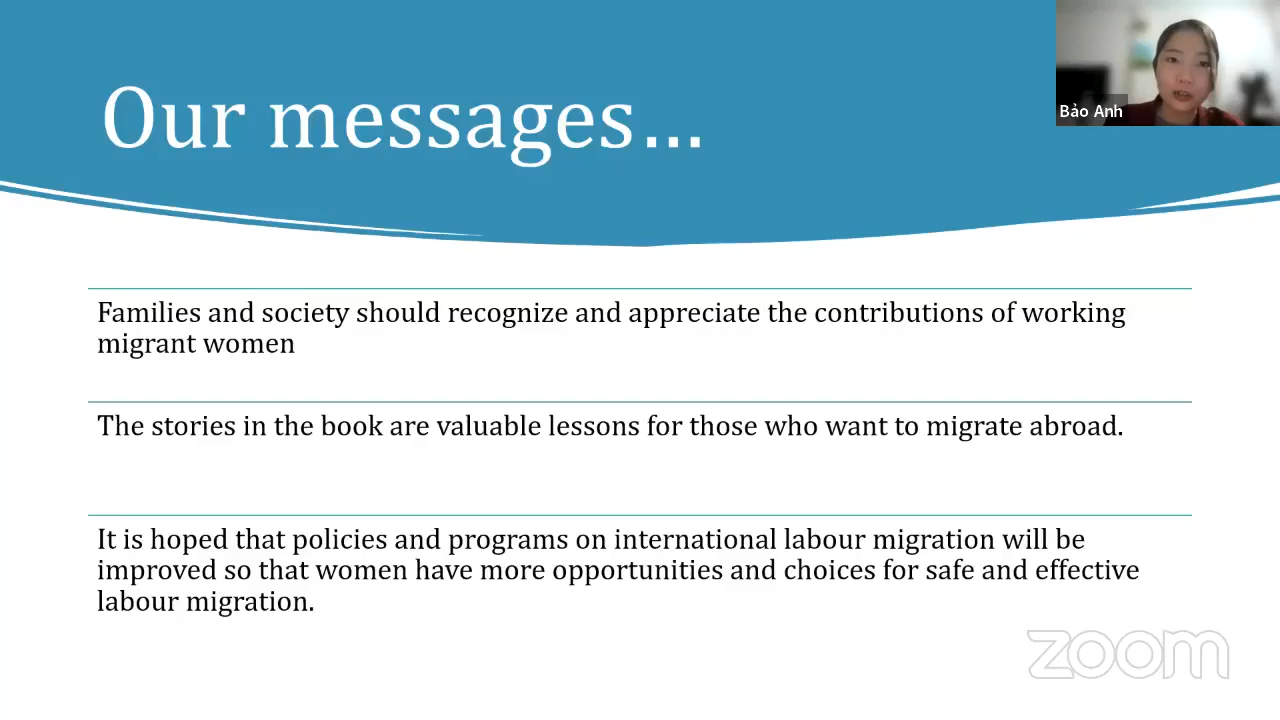 Our messages...
Bảo Anh
Families and society should recognize and appreciate the contributions of working
migrant women
The stories in the book are valuable lessons for those who want to migrate abroad.
It is hoped that policies and programs on international labour migration will be
improved so that women have more opportunities and choices for safe and effective
labour migration.
zoom